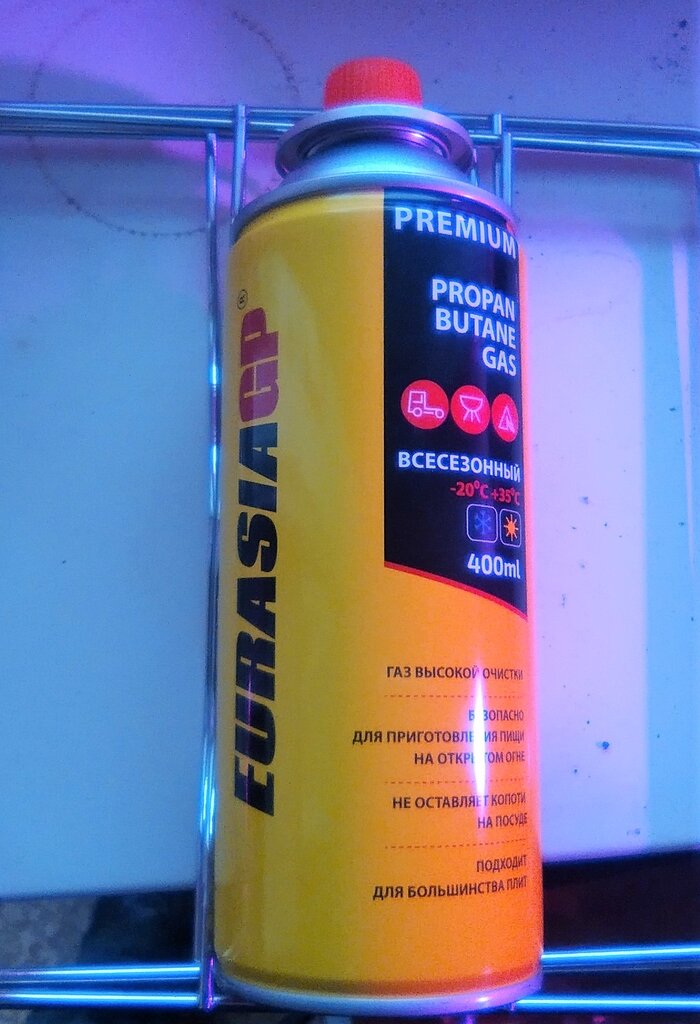 PREMIUM
PROPAN
BUTANE
GAS
ВСЕСЕЗОННЫЙ
-20°C +35°C
400ml
EURASIAGP®
ГАЗ ВЫСОКОЙ ОЧИСТКИ
БЕЗОПАСНО
ДЛЯ ПРИГОТОВЛЕНИЯ ПИЩИ
НА ОТКРЫТОМ ОГНЕ
НЕ ОСТАВЛЯЕТ КОПОТИ
НА ПОСУДЕ
ПОДХОДИТ
ДЛЯ БОЛЬШИНСТВА ПЛИТ